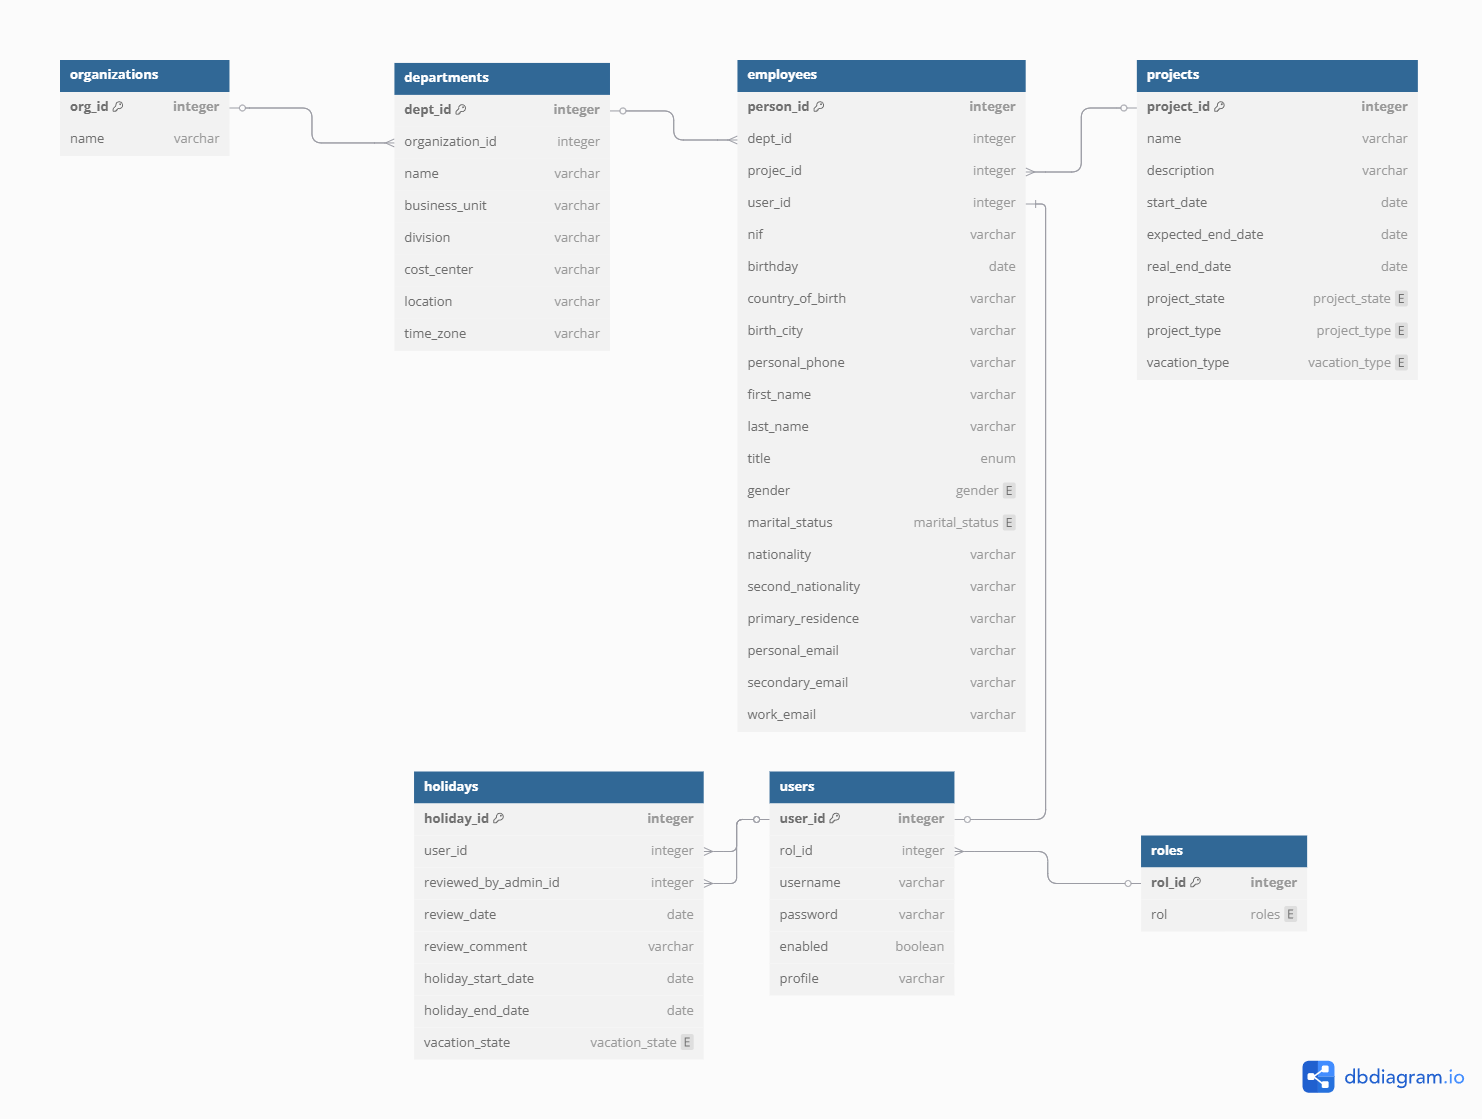 organizations
org_id integer
name varchar
departments
dept_id integer
organization_id integer
name varchar
business_unit varchar
division varchar
cost_center varchar
location varchar
time_zone varchar
employees
person_id integer
dept_id integer
projec_id integer
user_id integer
nif varchar
birthday date
country_of_birth varchar
birth_city varchar
personal_phone varchar
first_name varchar
last_name varchar
title enum
gender gender E
marital_status marital_status E
nationality varchar
second_nationality varchar
primary_residence varchar
personal_email varchar
secondary_email varchar
work_email varchar
projects
project_id integer
name varchar
description varchar
start_date date
expected_end_date date
real_end_date date
project_state project_state E
project_type project_type E
vacation_type vacation_type E
holidays
holiday_id integer
user_id integer
reviewed_by_admin_id integer
review_date date
review_comment varchar
holiday_start_date date
holiday_end_date date
vacation_state vacation_state E
users
user_id integer
rol_id integer
username varchar
password varchar
enabled boolean
profile varchar
roles
rol_id integer
rol roles E
dbdiagram.io